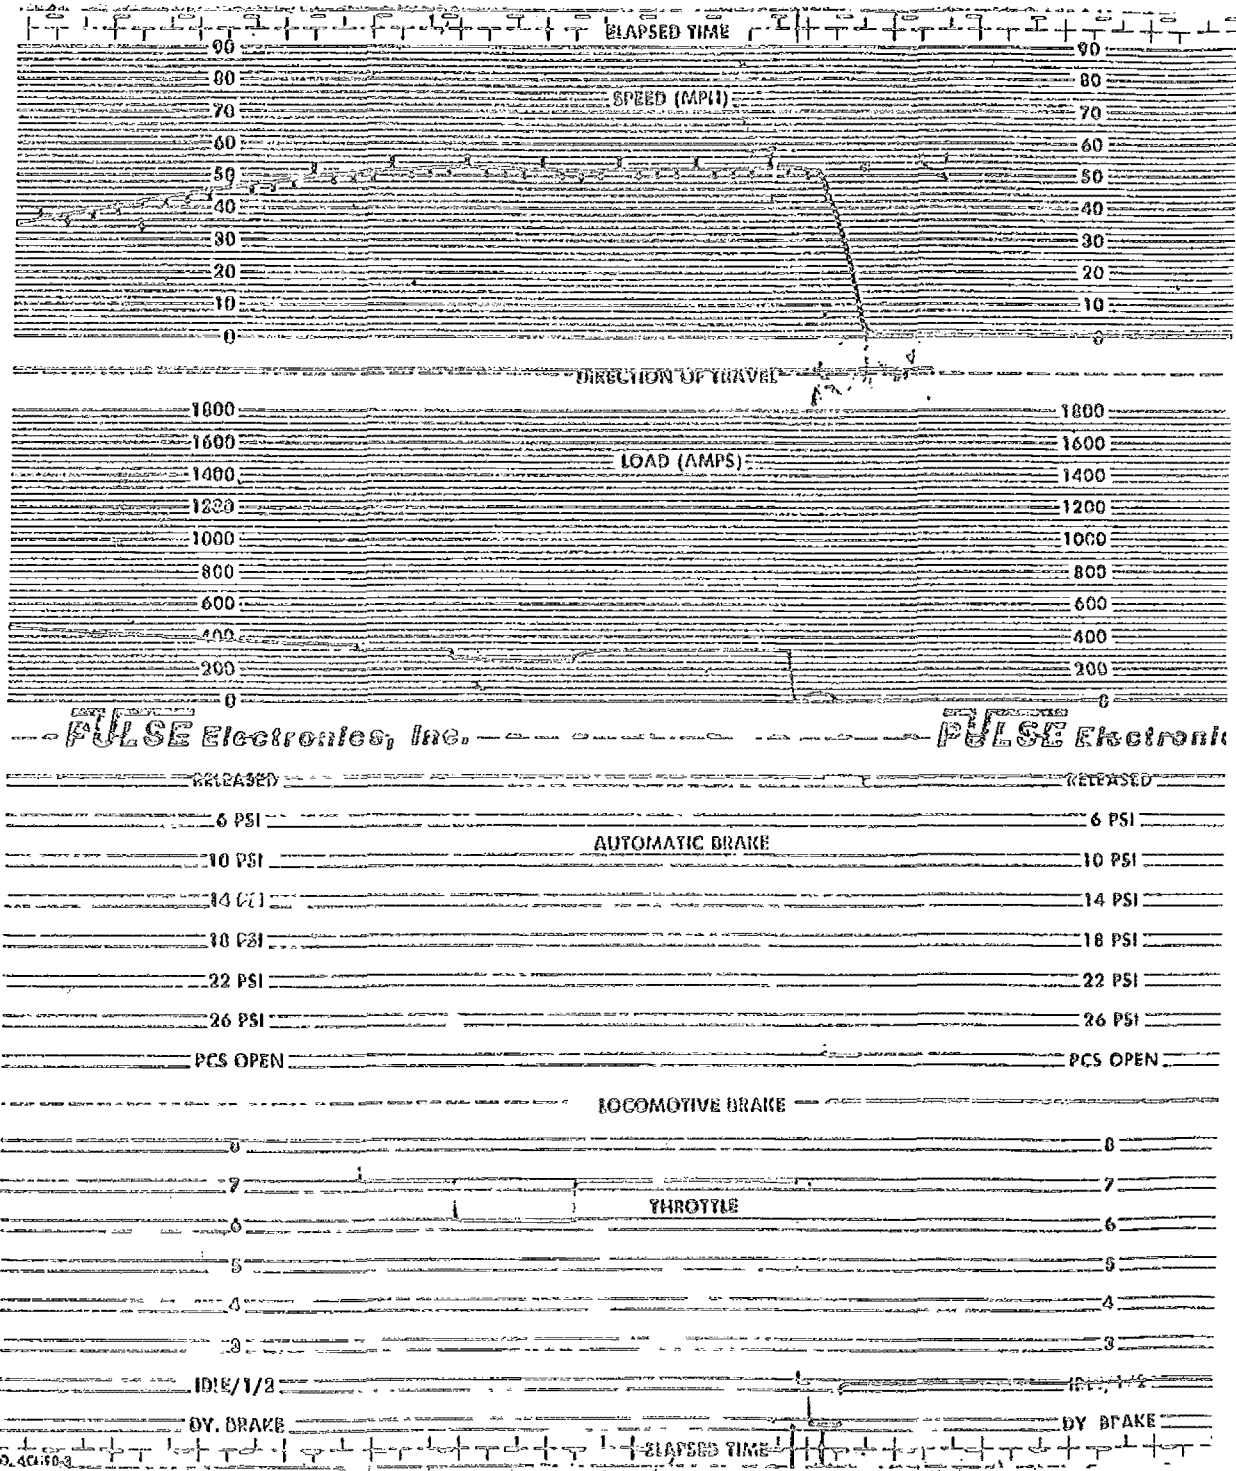 ELAPSED TIME
90 90
80 80
SPEED (MPH)
70 70
60 60
50 50
40 40
30 30
20 20
10 10
0 0
DIRECTION OF TRAVEL
1800 1800
1600 1600
LOAD (AMPS)
1400 1400
1200 1200
1000 1000
800 800
600 600
400 400
200 200
0 0
PULSE Electronics, Inc. PULSE Electronic
RELEASED RELEASED
6 PSI 6 PSI
AUTOMATIC BRAKE
10 PSI 10 PSI
14 PSI
18 PSI 18 PSI
22 PSI 22 PSI
26 PSI 26 PSI
PCS OPEN PCS OPEN
LOCOMOTIVE BRAKE
8 8
7 7
THROTTLE
6 6
5 5
4 4
3 3
IDLE/1/2
DY. BRAKE DY BRAKE
ELAPSED TIME